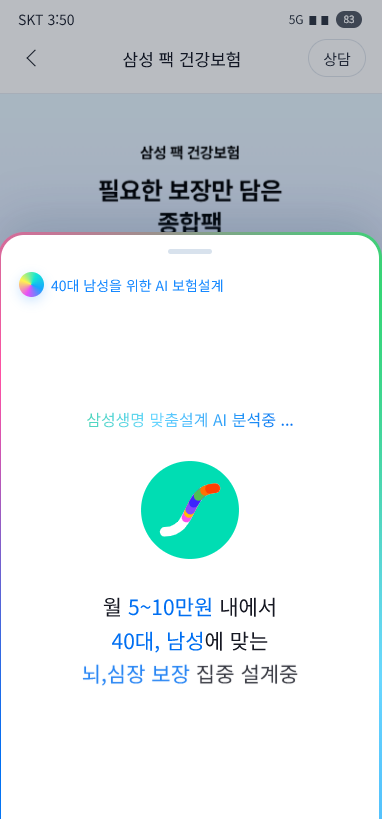 SKT 3:50
5G
83
삼성 팩 건강보험
상담
삼성 팩 건강보험
필요한 보장만 담은
종합팩
40대 남성을 위한 AI 보험설계
삼성생명 맞춤설계 AI 분석중 ...
월 5~10만원 내에서
40대, 남성에 맞는
뇌,심장 보장 집중 설계중